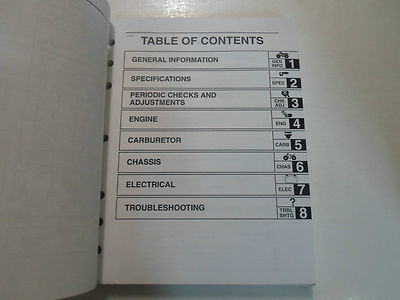 TABLE OF CONTENTS
GENERAL INFORMATION
GEN INFO 1
SPECIFICATIONS
SPEC 2
PERIODIC CHECKS AND
ADJUSTMENTS
CHK ADJ 3
ENGINE
ENG 4
CARBURETOR
CARB 5
CHASSIS
CHAS 6
ELECTRICAL
ELEC 7
TROUBLESHOOTING
?
TRBL SHTG 8